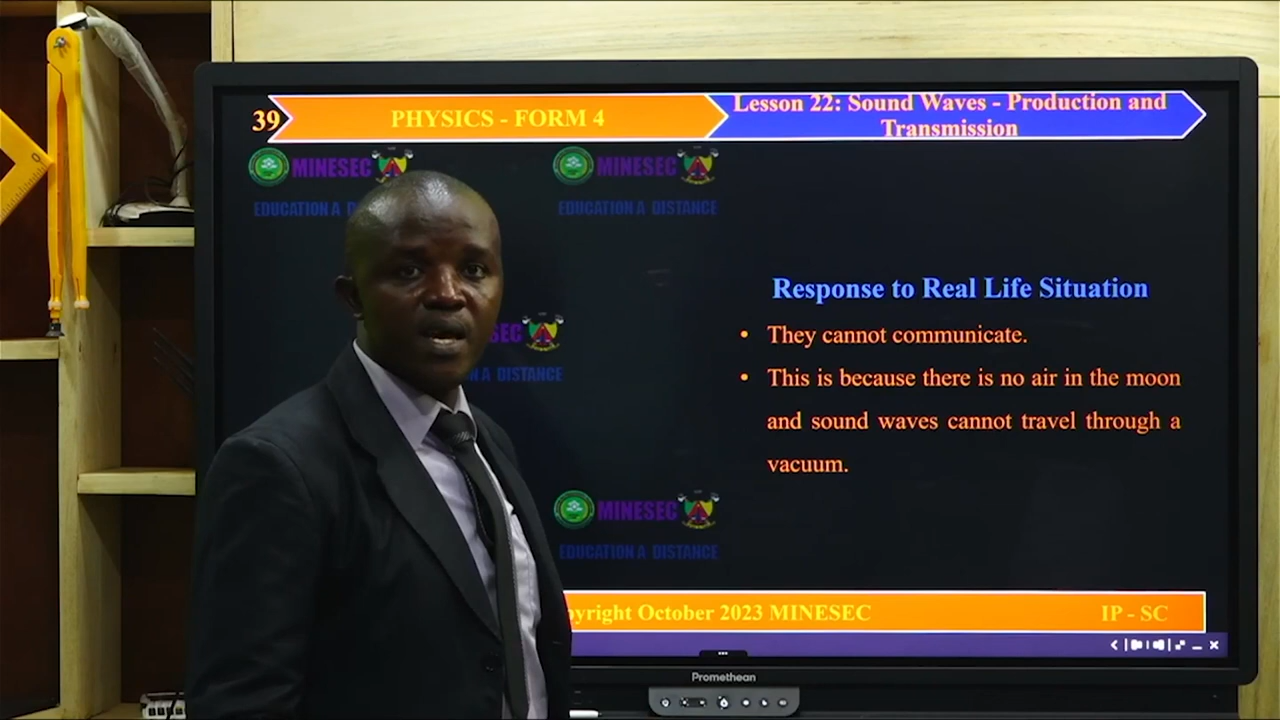 39
PHYSICS - FORM 4
Lesson 22: Sound Waves - Production and
Transmission
MINESEC
MINESEC
EDUCATION A
EDUCATION A DISTANCE
Response to Real Life Situation
SEC
• They cannot communicate.
A DISTANCE
• This is because there is no air in the moon
and sound waves cannot travel through a
vacuum.
MINESEC
EDUCATION A DISTANCE
pyright October 2023 MINESEC
IP - SC
Promethean